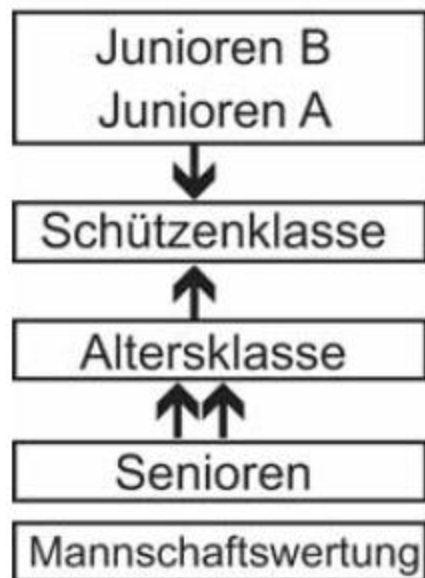 Junioren B
Junioren A
Schützenklasse
Altersklasse
Senioren
Mannschaftswertung